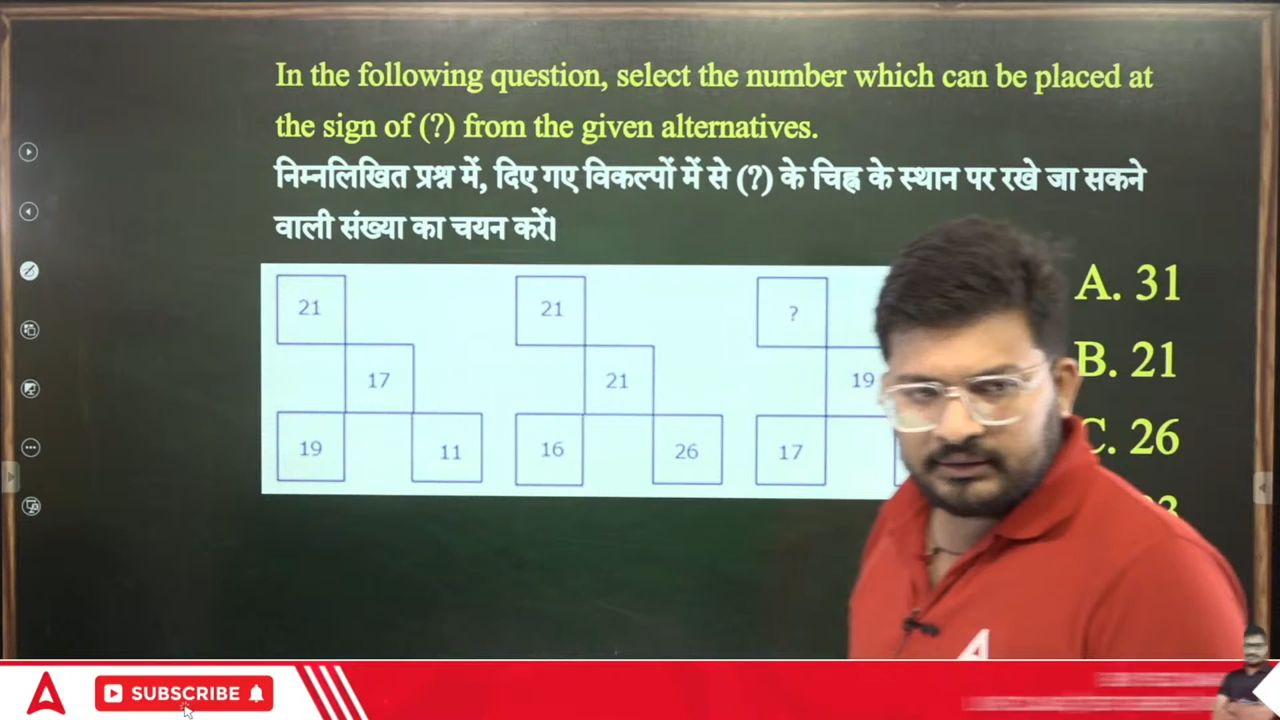 In the following question, select the number which can be placed at
the sign of (?) from the given alternatives.
निम्नलिखित प्रश्न में, दिए गए विकल्पों में से (?) के चिह्न के स्थान पर रखे जा सकने
वाली संख्या का चयन करें।
21 21 ?
17 21 19
19 11 16 26 17
A. 31
B. 21
C. 26
SUBSCRIBE